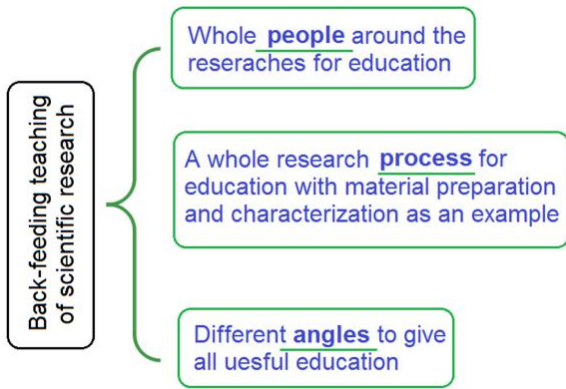 Back-feeding teaching
of scientific research
Whole people around the
reseraches for education
A whole research process for
education with material preparation
and characterization as an example
Different angles to give
all uesful education